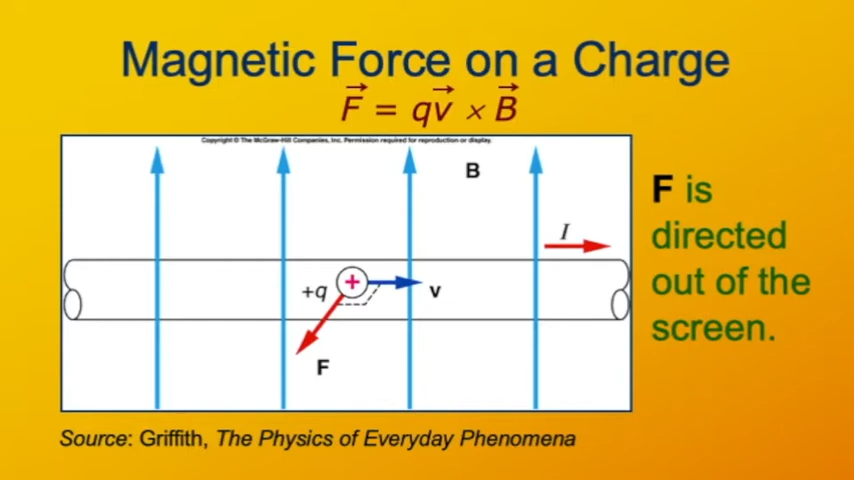 Magnetic Force on a Charge
F⃗ = qv⃗ × B⃗
Copyright © The McGraw-Hill Companies, Inc. Permission required for reproduction or display.
B
I
+
+q
v
F
F is
directed
out of the
screen.
Source: Griffith, The Physics of Everyday Phenomena